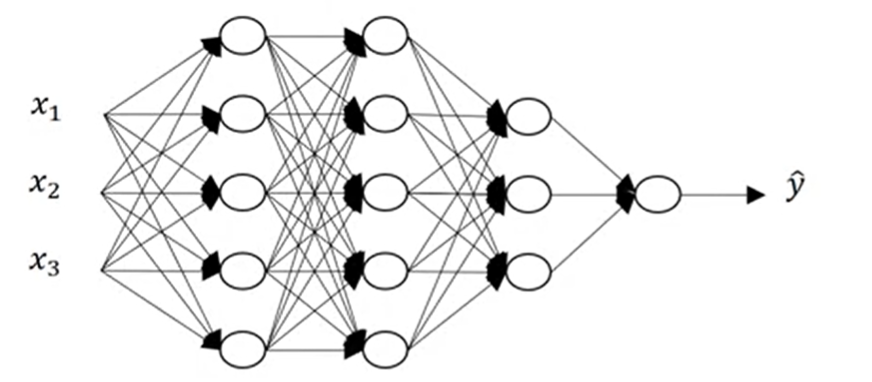 x₁
x₂
ŷ
x₃